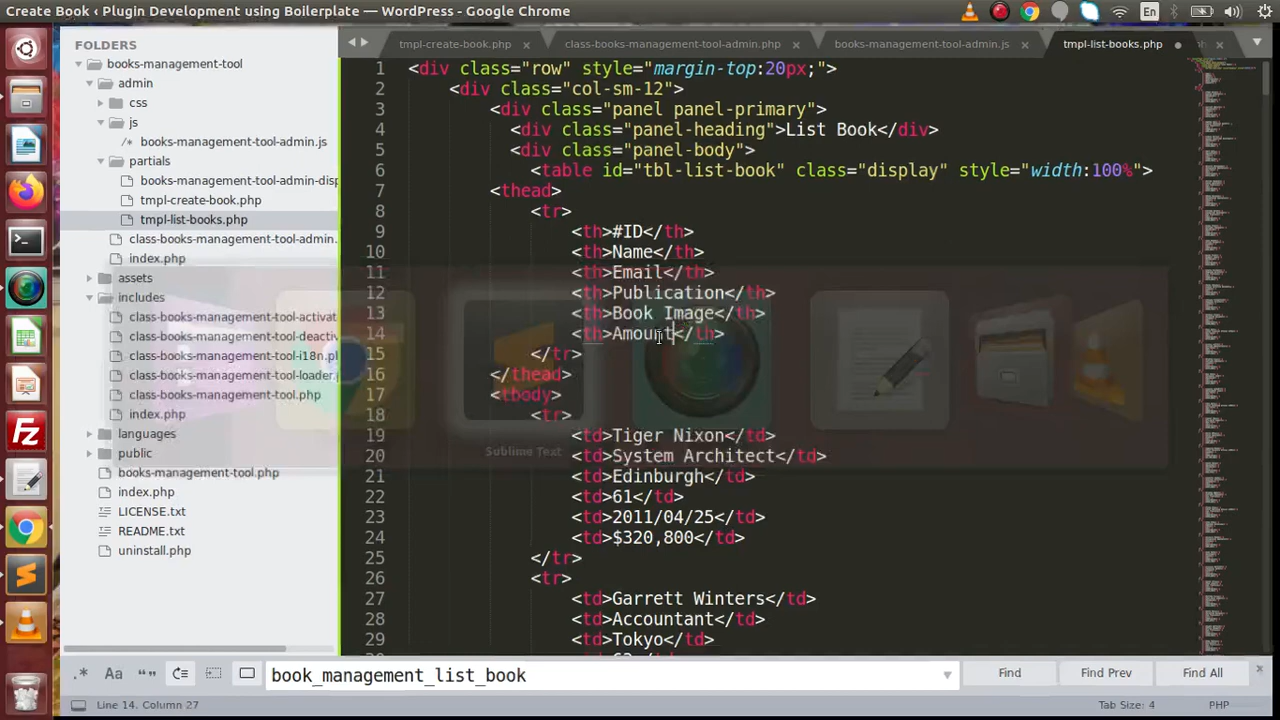 Create Book ‹ Plugin Development using Boilerplate — WordPress - Google Chrome
En
FOLDERS
books-management-tool
admin
css
js
books-management-tool-admin.js
partials
books-management-tool-admin-disp
tmpl-create-book.php
tmpl-list-books.php
class-books-management-tool-admin.
index.php
assets
includes
class-books-management-tool-activat
class-books-management-tool-deactiv
class-books-management-tool-i18n.pl
class-books-management-tool-loader.
class-books-management-tool.php
index.php
languages
public
books-management-tool.php
index.php
LICENSE.txt
README.txt
uninstall.php
tmpl-create-book.php × class-books-management-tool-admin.php × books-management-tool-admin.js × tmpl-list-books.php
1 <div class="row" style="margin-top:20px;">
2 <div class="col-sm-12">
3 <div class="panel panel-primary">
4 <div class="panel-heading">List Book</div>
5 <div class="panel-body">
6 <table id="tbl-list-book" class="display" style="width:100%">
7 <thead>
8 <tr>
9 <th>#ID</th>
10 <th>Name</th>
11 <th>Email</th>
12 <th>Publication</th>
13 <th>Book Image</th>
14 <th>Amount</th>
15 </tr>
16 </thead>
17 <tbody>
18 <tr>
19 <td>Tiger Nixon</td>
20 <td>System Architect</td>
21 <td>Edinburgh</td>
22 <td>61</td>
23 <td>2011/04/25</td>
24 <td>$320,800</td>
25 </tr>
26 <tr>
27 <td>Garrett Winters</td>
28 <td>Accountant</td>
29 <td>Tokyo</td>
Sublime Text
.* Aa book_management_list_book Find Find Prev Find All
Line 14, Column 27 Tab Size: 4 PHP